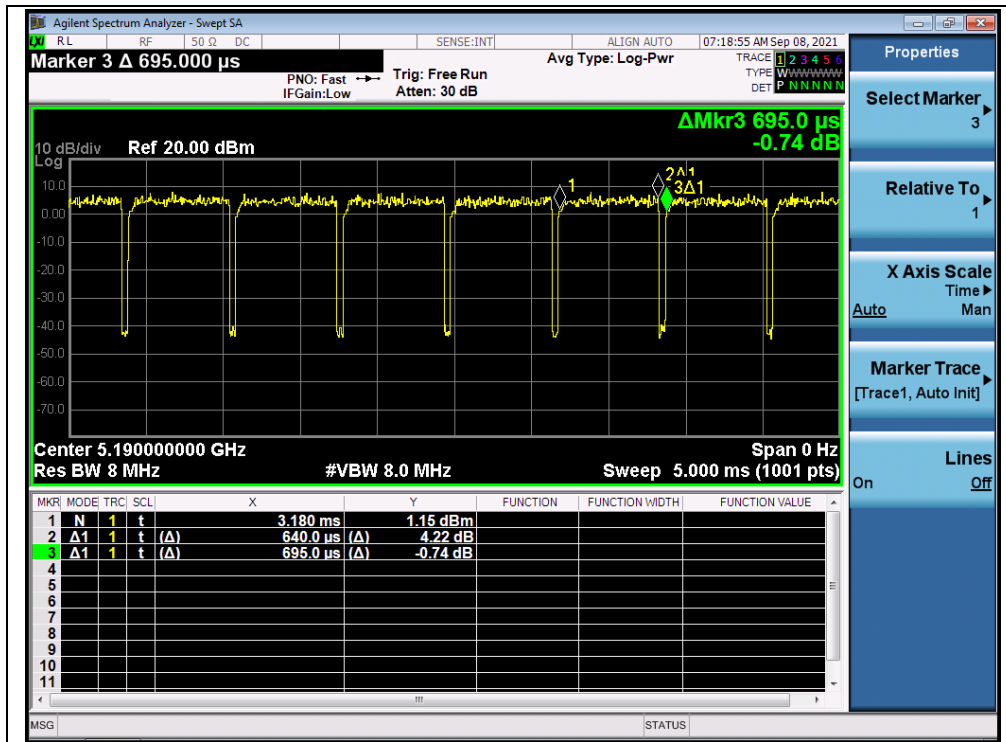 Agilent Spectrum Analyzer - Swept SA
LXI RL RF 50 Ω DC SENSE:INT ALIGN AUTO 07:18:55 AM Sep 08, 2021
Marker 3 Δ 695.000 μs
Avg Type: Log-Pwr
TRACE 1 2 3 4 5 6
PNO: Fast Trig: Free Run
TYPE WWWWWWW
IFGain:Low Atten: 30 dB
DET P N N N N N
ΔMkr3 695.0 μs
-0.74 dB
10 dB/div Ref 20.00 dBm
Log
10.0
0.00
-10.0
-20.0
-30.0
-40.0
-50.0
-60.0
-70.0
1
2Δ1
3Δ1
Center 5.190000000 GHz Span 0 Hz
Res BW 8 MHz #VBW 8.0 MHz Sweep 5.000 ms (1001 pts)
MKR MODE TRC SCL X Y FUNCTION FUNCTION WIDTH FUNCTION VALUE
1 N 1 t 3.180 ms 1.15 dBm
2 Δ1 1 t (Δ) 640.0 μs (Δ) 4.22 dB
3 Δ1 1 t (Δ) 695.0 μs (Δ) -0.74 dB
4
5
6
7
8
9
10
11
MSG STATUS
Properties
Select Marker
3
Relative To
1
X Axis Scale
Time
Auto Man
Marker Trace
[Trace1, Auto Init]
Lines
On Off